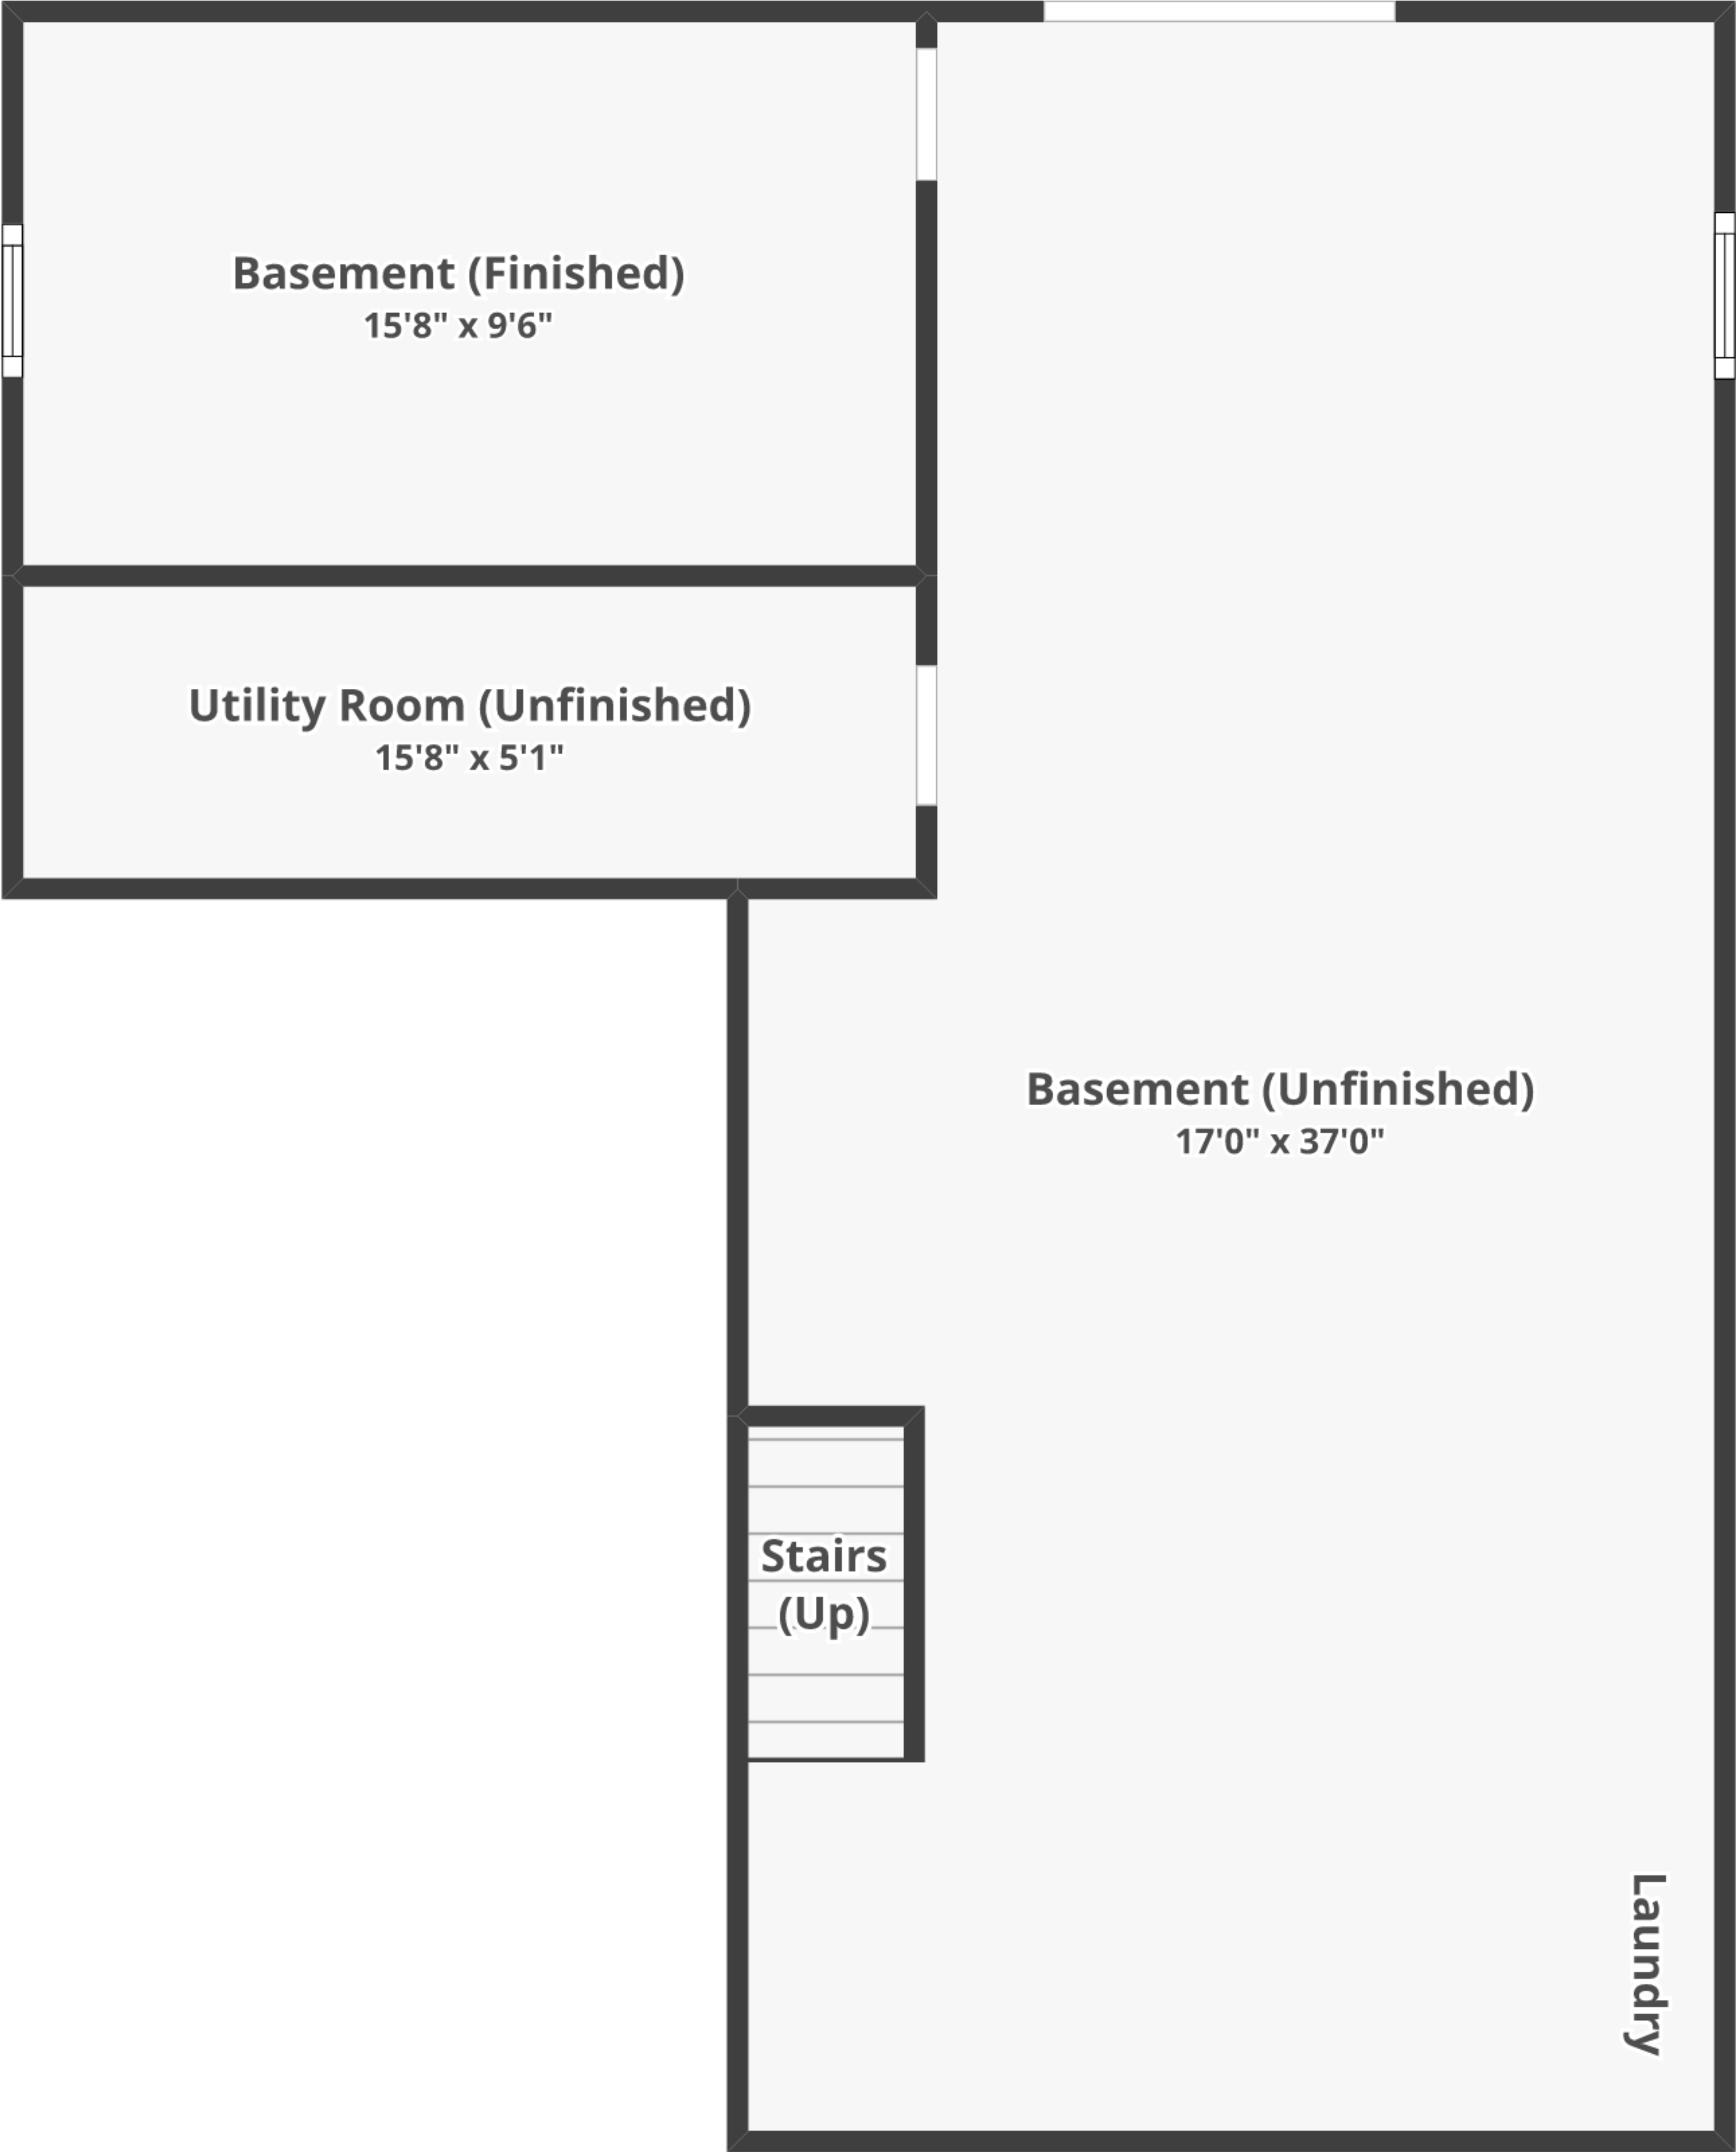 Basement (Finished)
15'8" x 9'6"
Utility Room (Unfinished)
15'8" x 5'1"
Basement (Unfinished)
17'0" x 37'0"
Stairs
(Up)
Laundry